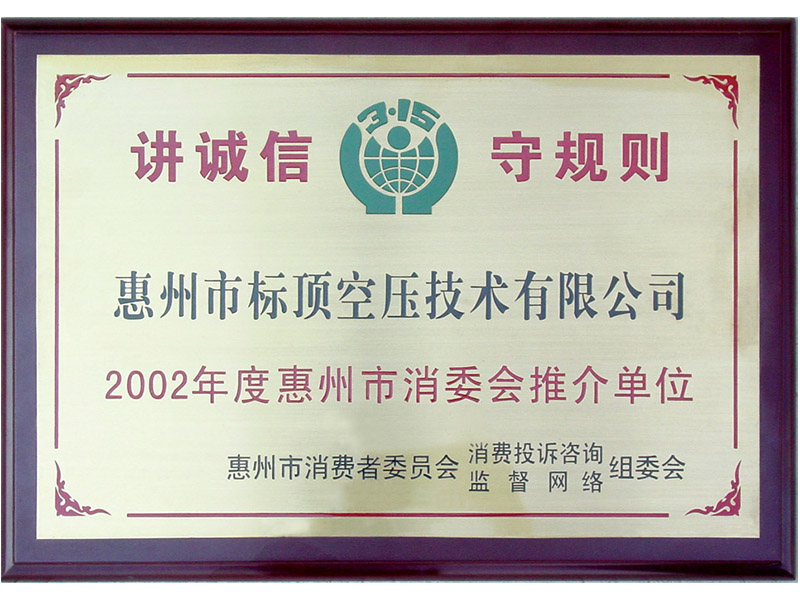 讲诚信 3·15 守规则
惠州市标顶空压技术有限公司
2002年度惠州市消委会推介单位
惠州市消费者委员会 消费投诉咨询 组委会
监督网络